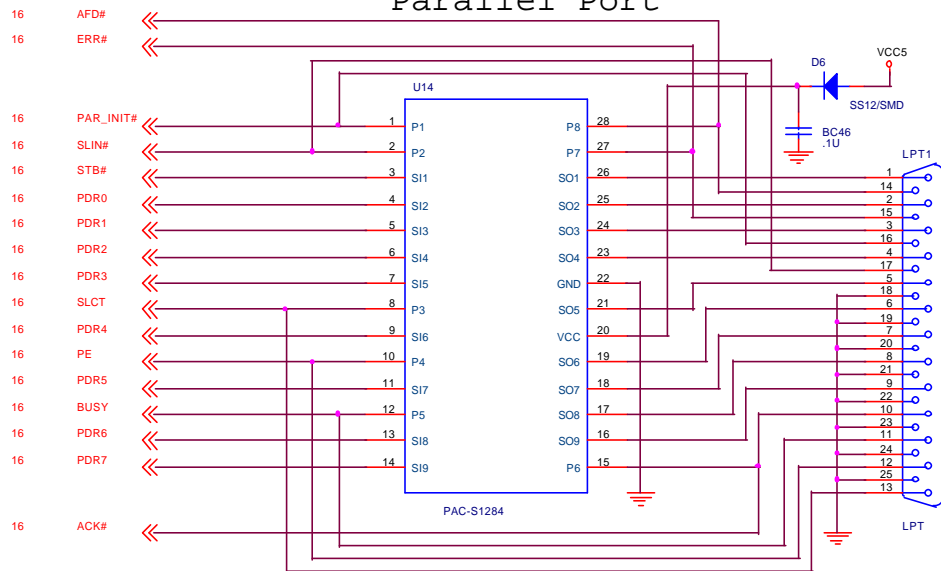 Parallel Port
16 AFD#
16 ERR#
VCC5
D6
SS12/SMD
BC46
.1U
U14
16 PAR_INIT# 1 P1 P8 28
16 SLIN# 2 P2 P7 27
16 STB# 3 SI1 SO1 26
16 PDR0 4 SI2 SO2 25
16 PDR1 5 SI3 SO3 24
16 PDR2 6 SI4 SO4 23
16 PDR3 7 SI5 GND 22
16 SLCT 8 P3 SO5 21
16 PDR4 9 SI6 VCC 20
16 PE 10 P4 SO6 19
16 PDR5 11 SI7 SO7 18
16 BUSY 12 P5 SO8 17
16 PDR6 13 SI8 SO9 16
16 PDR7 14 SI9 P6 15
PAC-S1284
16 ACK#
LPT1
1
14
2
15
3
16
4
17
5
18
6
19
7
20
8
21
9
22
10
23
11
24
12
25
13
LPT